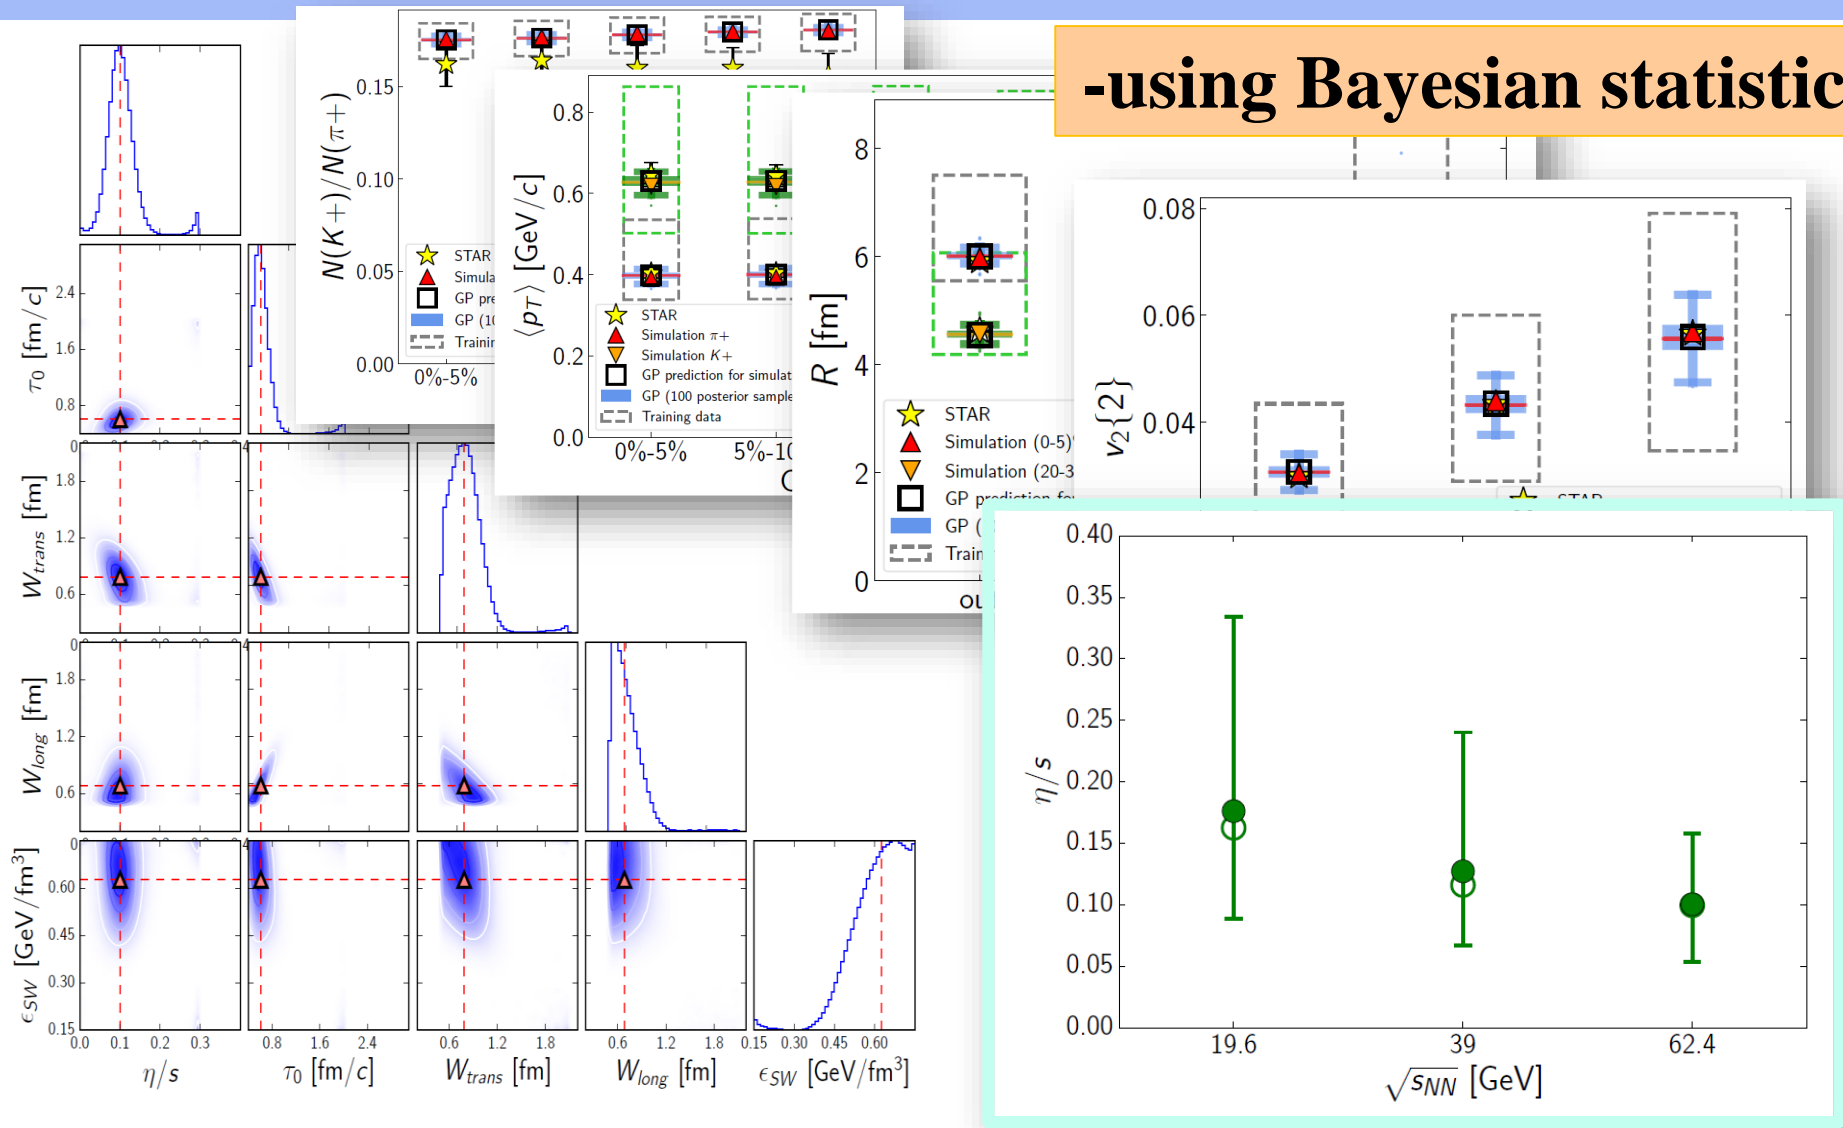 -using Bayesian statistic
N(K+)/N(π+)
0.15
0.10
0.05
0.00
STAR
GP
0%-5%
⟨pT⟩ [GeV/c]
0.8
0.6
0.4
0.2
0.0
STAR
Simulation π+
Simulation K+
GP prediction for
GP (100 posterior
Training data
0%-5%
R [fm]
8
6
4
2
0
STAR
Simulation (0-5)
Simulation (20-3
GP prediction
GP
v2{2}
0.08
0.06
0.04
STAR
τ0 [fm/c]
2.4
1.6
0.8
Wtrans [fm]
1.8
1.2
0.6
Wlong [fm]
1.8
1.2
0.6
ϵSW [GeV/fm³]
0.60
0.45
0.30
0.15
0.0 0.1 0.2 0.3
0.8 1.6 2.4
0.6 1.2 1.8
0.6 1.2 1.8
0.15 0.30 0.45 0.60
η/s
τ0 [fm/c]
Wtrans [fm]
Wlong [fm]
ϵSW [GeV/fm³]
η/s
0.40
0.35
0.30
0.25
0.20
0.15
0.10
0.05
0.00
19.6 39 62.4
√sNN [GeV]